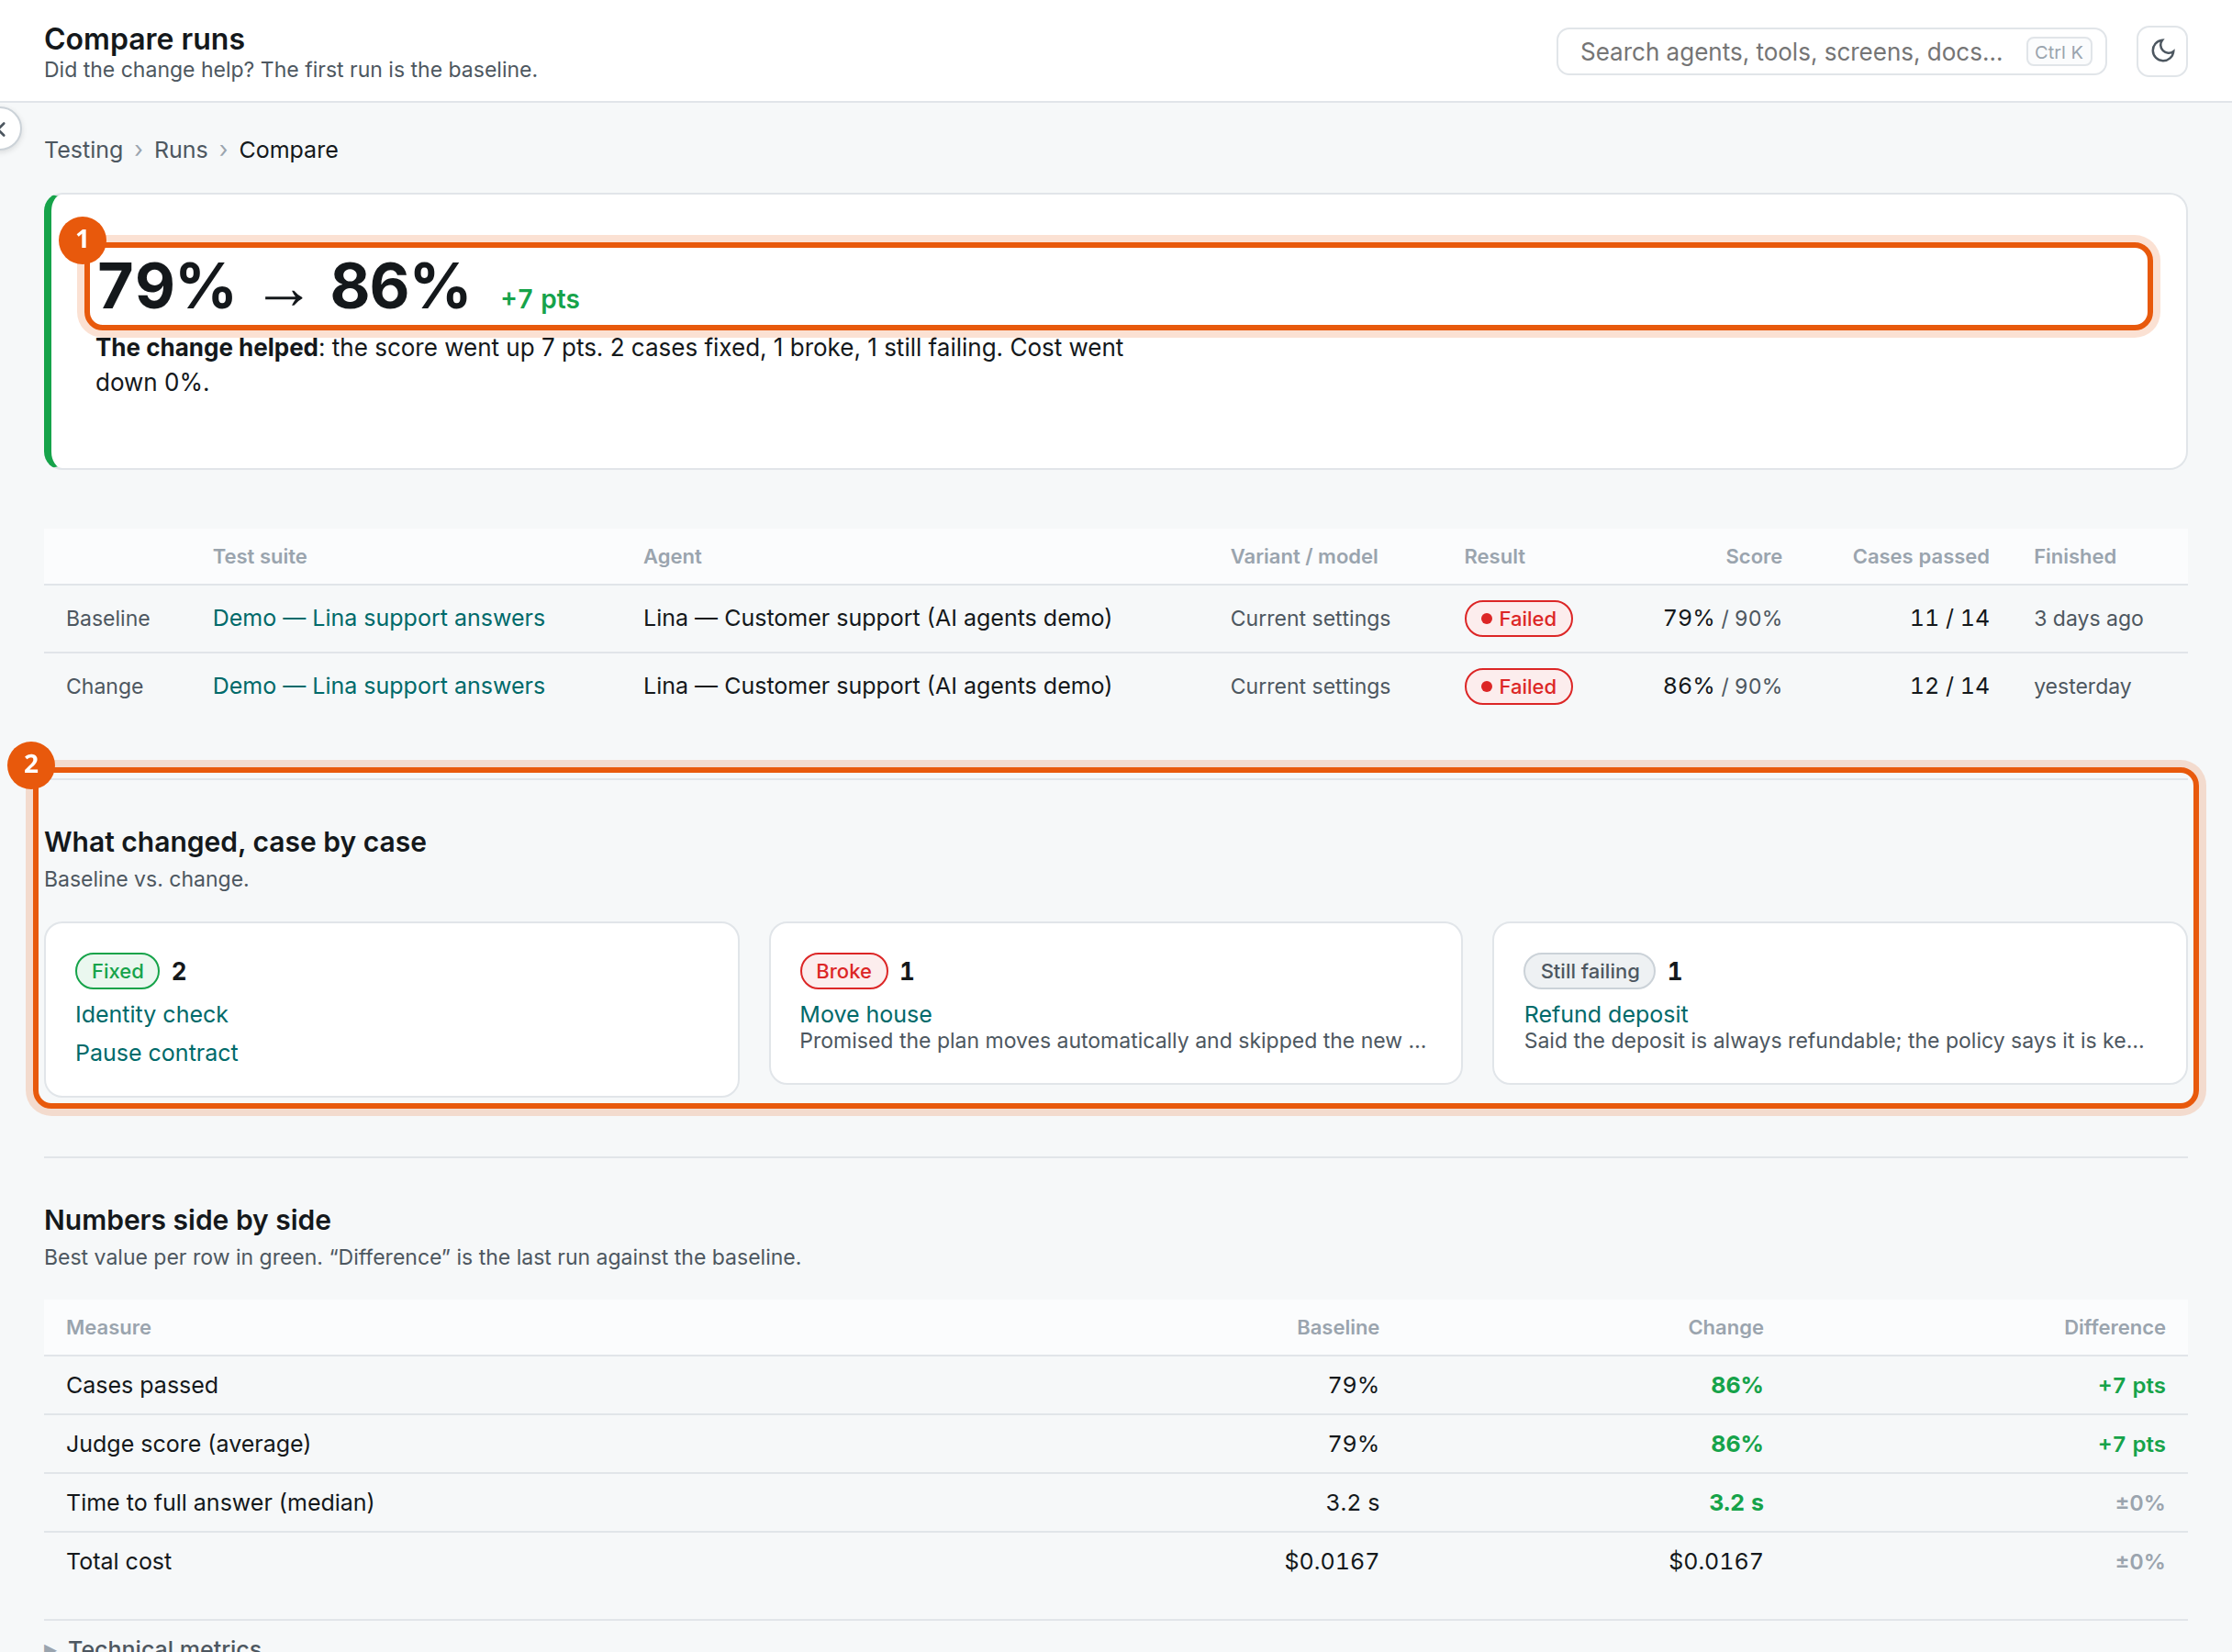 Compare runs
Did the change help? The first run is the baseline.
Search agents, tools, screens, docs... Ctrl K
Testing › Runs › Compare
1
79% → 86% +7 pts
The change helped: the score went up 7 pts. 2 cases fixed, 1 broke, 1 still failing. Cost went
down 0%.
Test suite Agent Variant / model Result Score Cases passed Finished
Baseline Demo — Lina support answers Lina — Customer support (AI agents demo) Current settings Failed 79% / 90% 11 / 14 3 days ago
Change Demo — Lina support answers Lina — Customer support (AI agents demo) Current settings Failed 86% / 90% 12 / 14 yesterday
2
What changed, case by case
Baseline vs. change.
Fixed 2
Identity check
Pause contract
Broke 1
Move house
Promised the plan moves automatically and skipped the new ...
Still failing 1
Refund deposit
Said the deposit is always refundable; the policy says it is ke...
Numbers side by side
Best value per row in green. “Difference” is the last run against the baseline.
Measure Baseline Change Difference
Cases passed 79% 86% +7 pts
Judge score (average) 79% 86% +7 pts
Time to full answer (median) 3.2 s 3.2 s ±0%
Total cost $0.0167 $0.0167 ±0%
Technical metrics